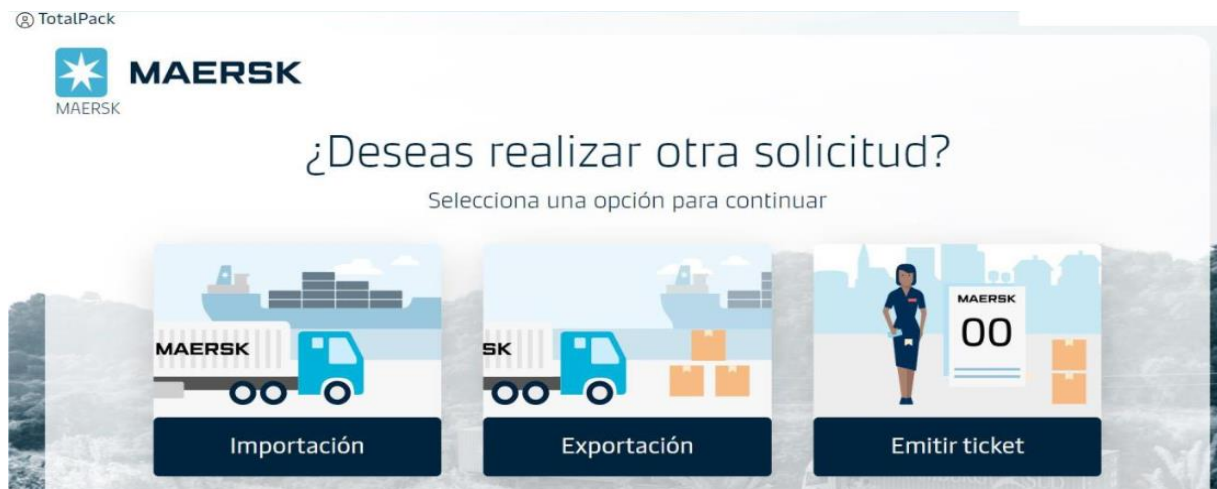 TotalPack
MAERSK
MAERSK
¿Deseas realizar otra solicitud?
Selecciona una opción para continuar
MAERSK
SK
MAERSK
00
Importación
Exportación
Emitir ticket